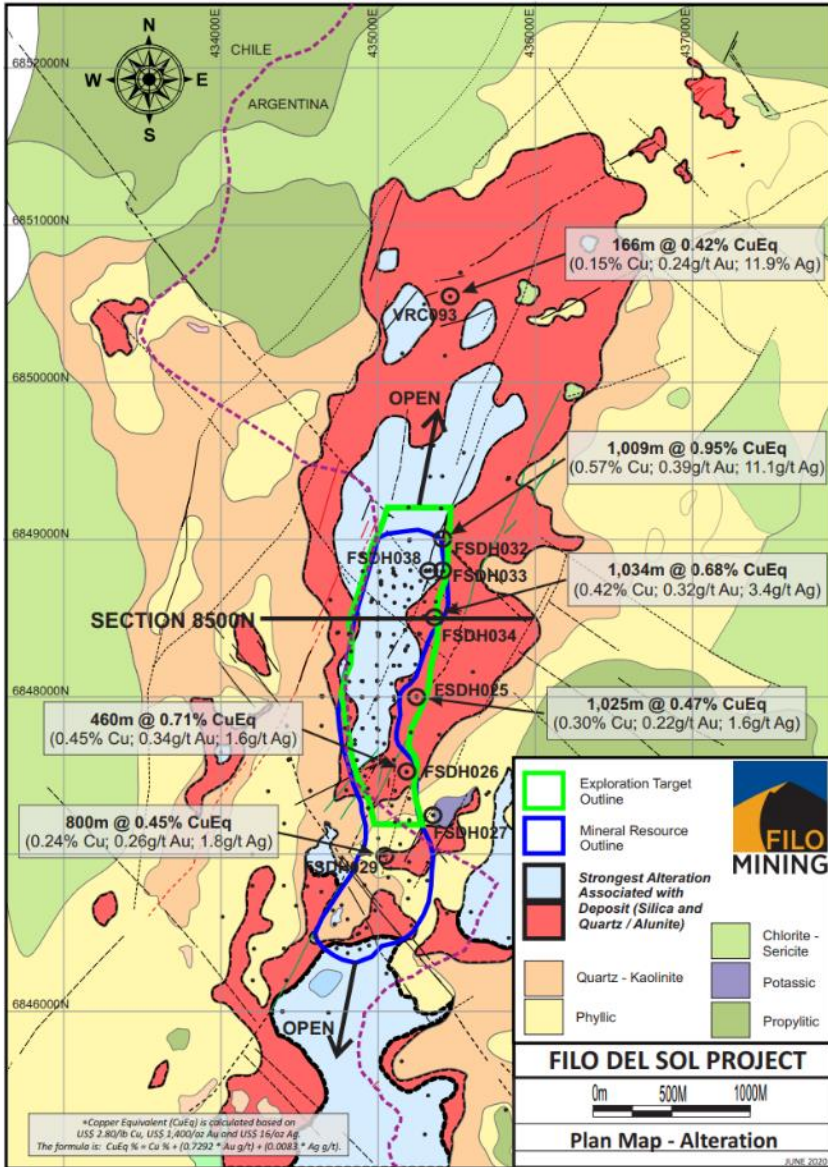 434000E
435000E
436000E
437000E
N
W
E
S
CHILE
ARGENTINA
6852000N
6851000N
6850000N
6849000N
6848000N
6846000N
166m @ 0.42% CuEq
(0.15% Cu; 0.24g/t Au; 11.9% Ag)
VRC093
OPEN
1,009m @ 0.95% CuEq
(0.57% Cu; 0.39g/t Au; 11.1g/t Ag)
FSDH032
FSDH038
FSDH033
1,034m @ 0.68% CuEq
(0.42% Cu; 0.32g/t Au; 3.4g/t Ag)
SECTION 8500N
FSDH034
FSDH025
1,025m @ 0.47% CuEq
(0.30% Cu; 0.22g/t Au; 1.6g/t Ag)
460m @ 0.71% CuEq
(0.45% Cu; 0.34g/t Au; 1.6g/t Ag)
FSDH026
800m @ 0.45% CuEq
(0.24% Cu; 0.26g/t Au; 1.8g/t Ag)
FSDH027
FSDH029
OPEN
Exploration Target
Outline
Mineral Resource
Outline
Strongest Alteration
Associated with
Deposit (Silica and
Quartz / Alunite)
FILO
MINING
Quartz - Kaolinite
Phyllic
Chlorite -
Sericite
Potassic
Propylitic
FILO DEL SOL PROJECT
0m 500M 1000M
Plan Map - Alteration
JUNE 2020
*Copper Equivalent (CuEq) is calculated based on
US$ 2.80/lb Cu, US$ 1,400/oz Au and US$ 16/oz Ag.
The formula is: CuEq % = Cu % + (0.7292 * Au g/t) + (0.0083 * Ag g/t).